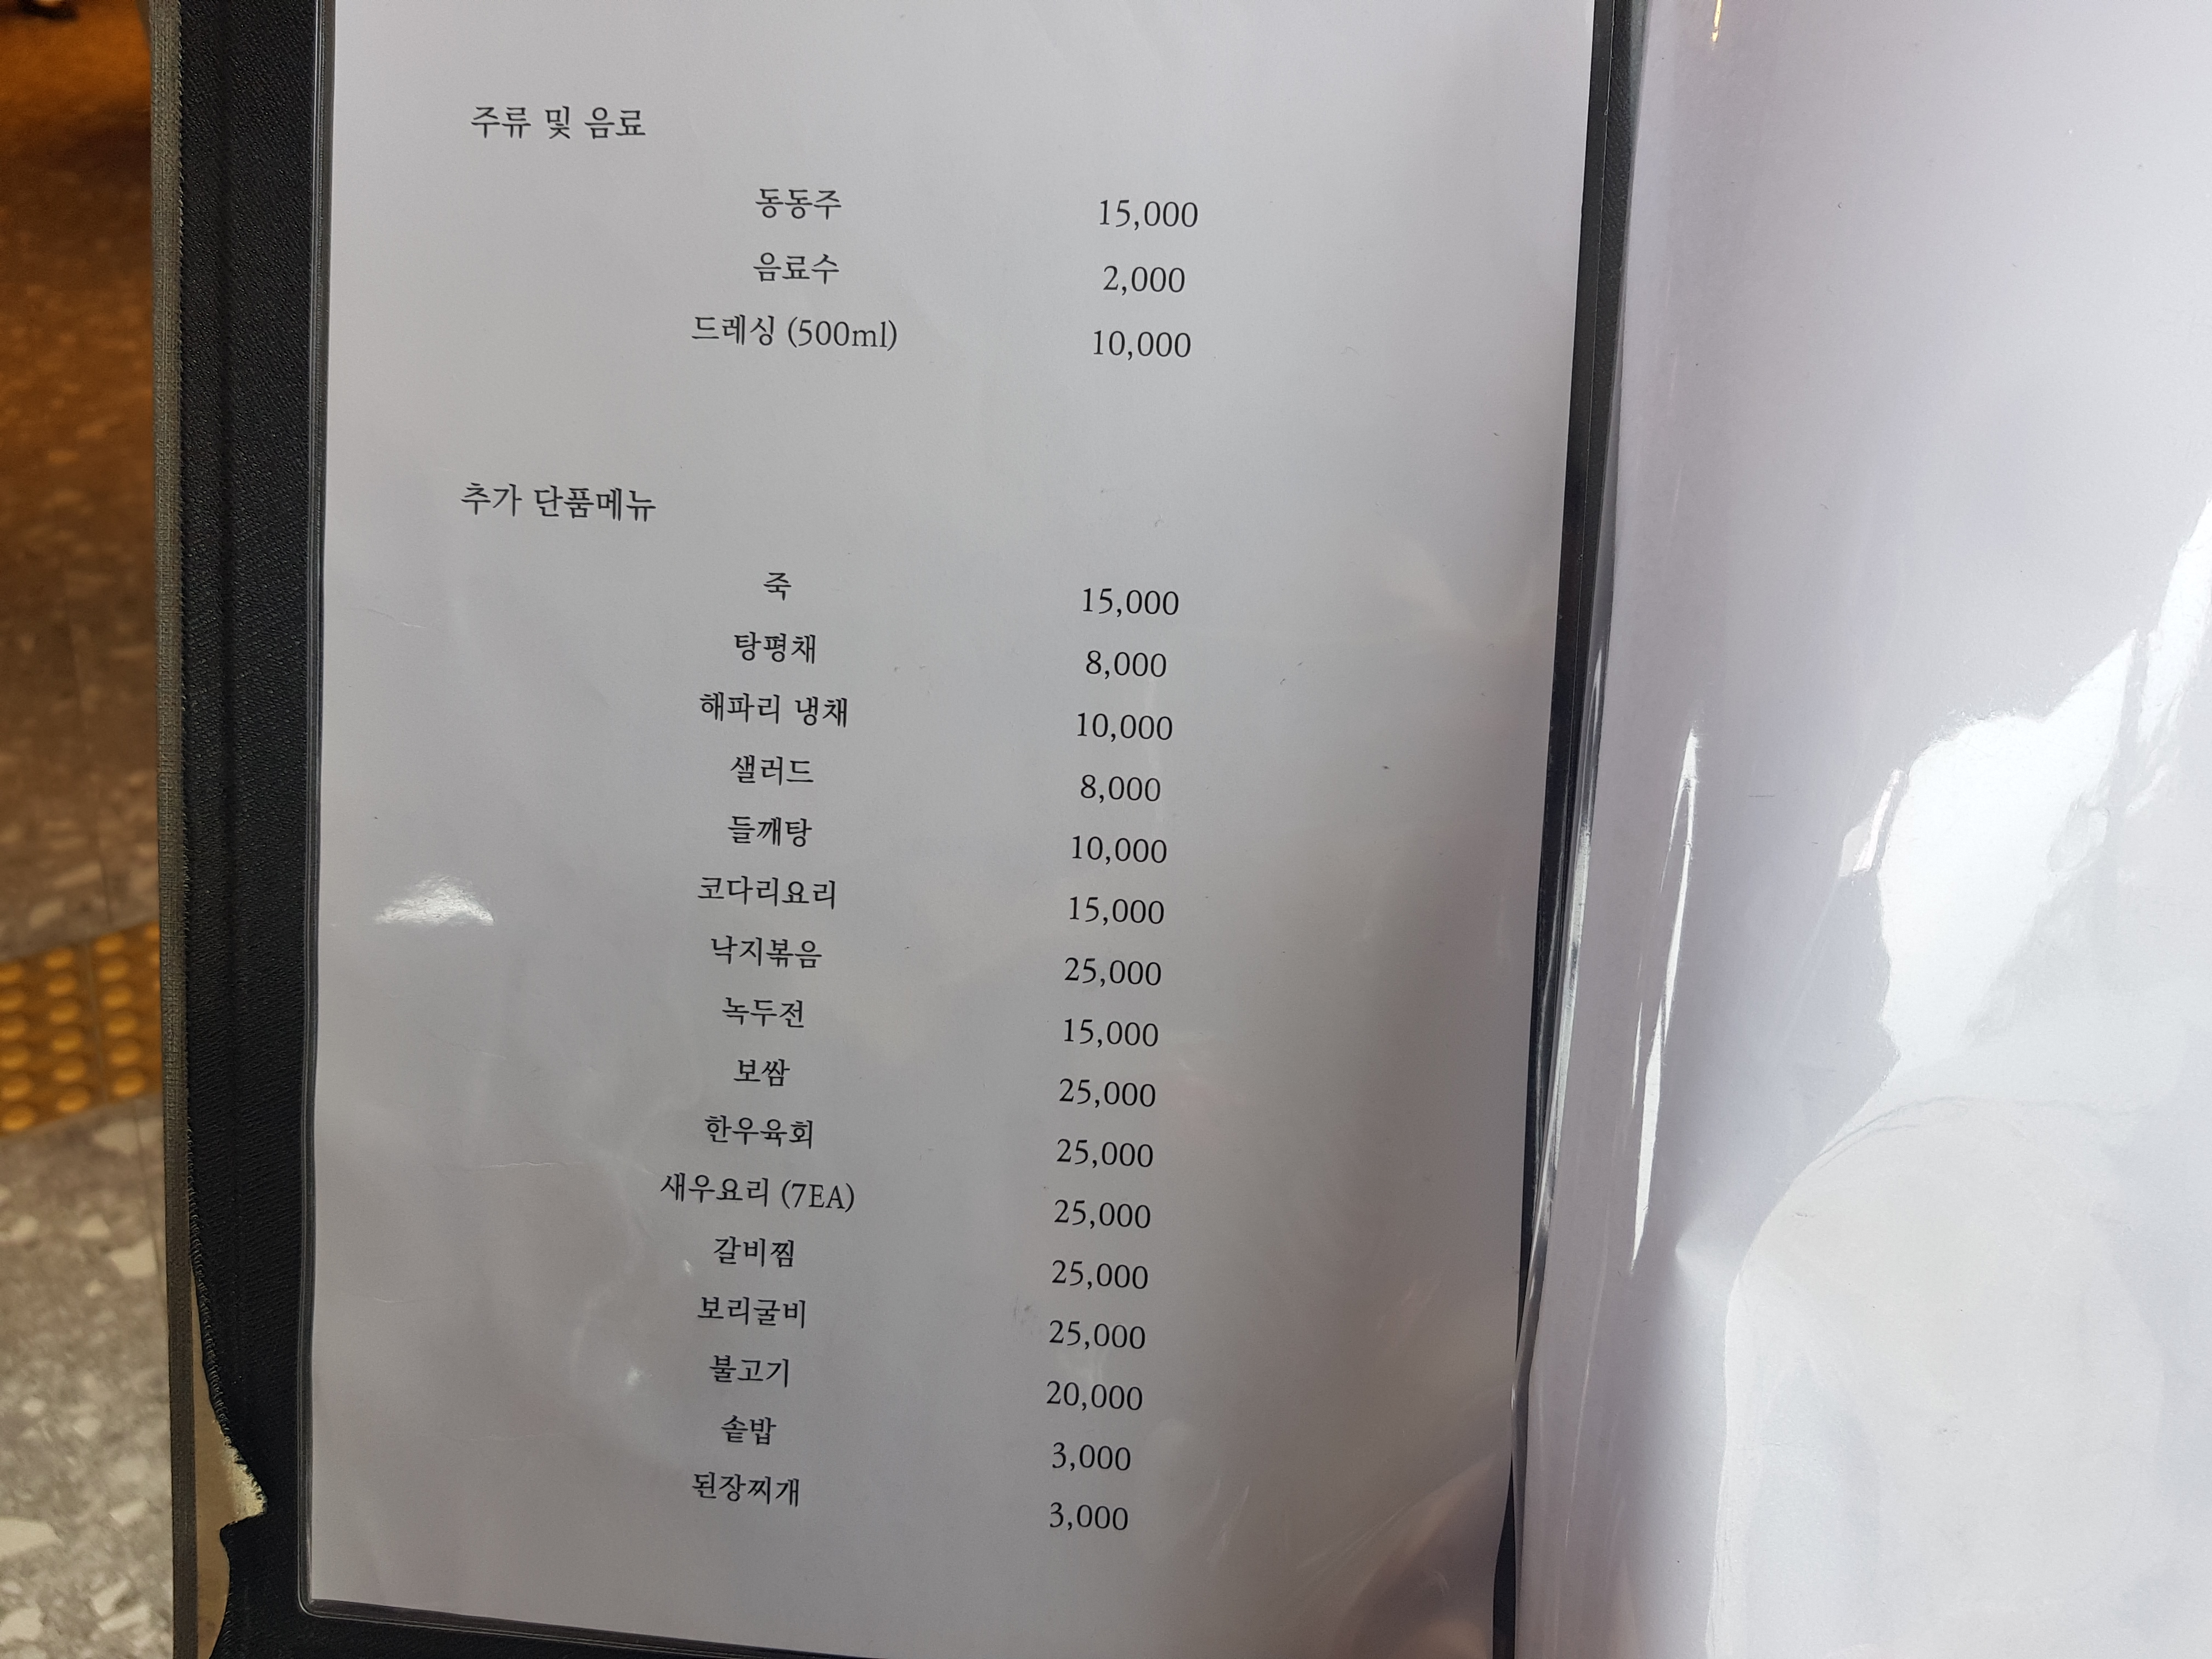 주류 및 음료
동동주 15,000
음료수 2,000
드레싱 (500ml) 10,000
추가 단품메뉴
죽 15,000
탕평채 8,000
해파리 냉채 10,000
샐러드 8,000
들깨탕 10,000
코다리요리 15,000
낙지볶음 25,000
녹두전 15,000
보쌈 25,000
한우육회 25,000
새우요리 (7EA) 25,000
갈비찜 25,000
보리굴비 25,000
불고기 20,000
솥밥 3,000
된장찌개 3,000